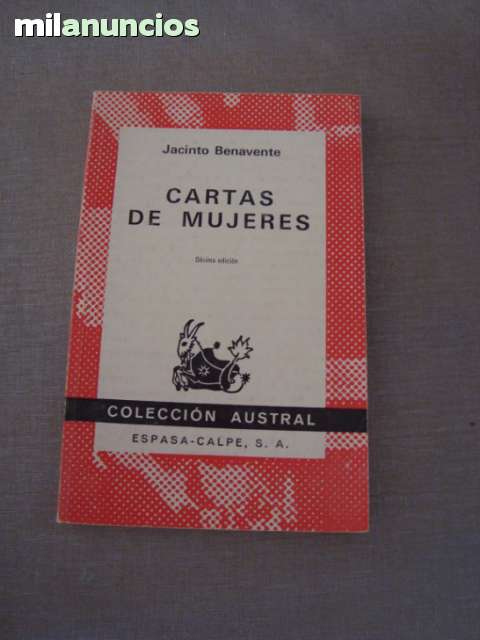 milanuncios
Jacinto Benavente
CARTAS
DE MUJERES
Décima edición
COLECCIÓN AUSTRAL
ESPASA-CALPE, S. A.